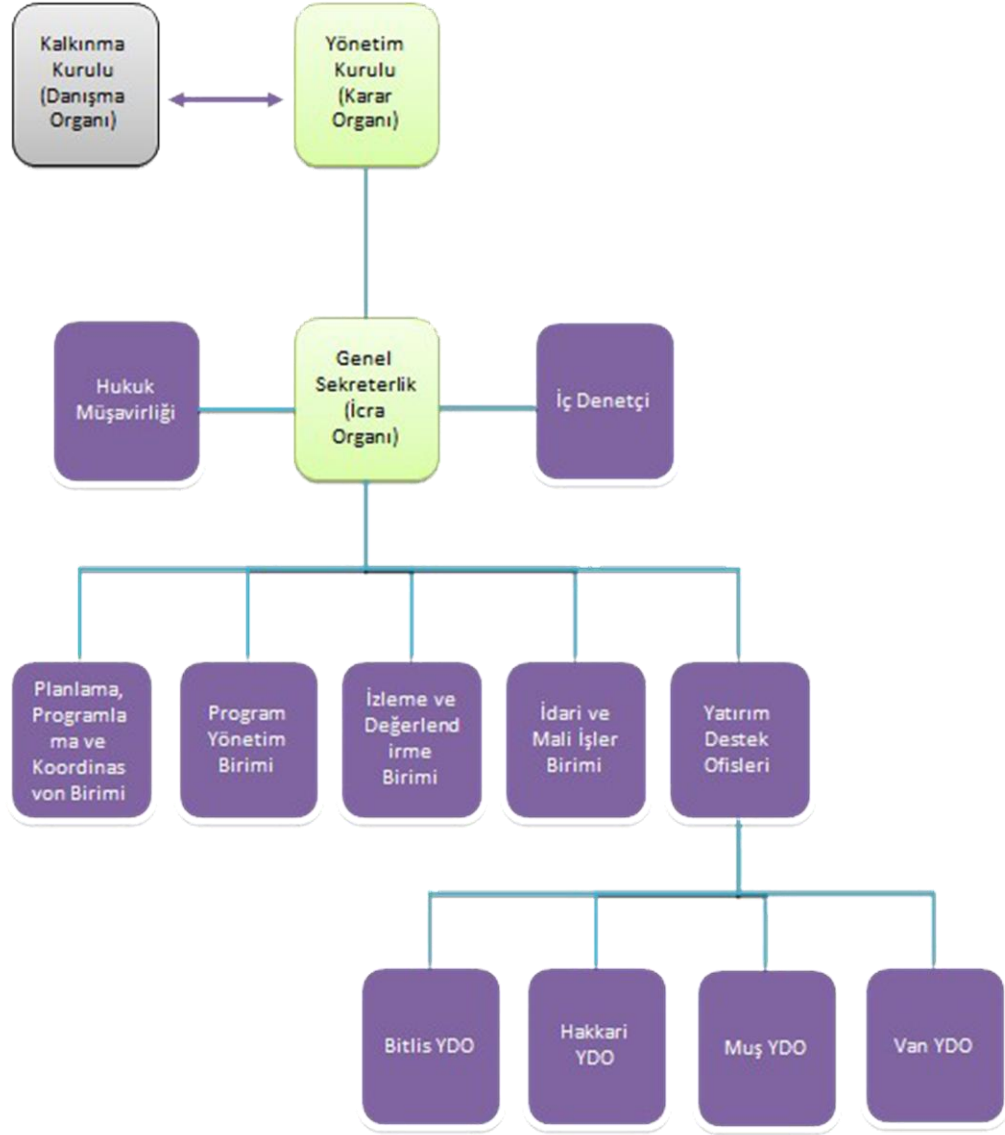 Kalkınma
Kurulu
(Danışma
Organı)
Yönetim
Kurulu
(Karar
Organı)
Hukuk
Müşavirliği
Genel
Sekreterlik
(İcra
Organı)
İç Denetçi
Planlama,
Programla
ma ve
Koordinas
von Birimi
Program
Yönetim
Birimi
İzleme ve
Değerlend
irme
Birimi
İdari ve
Mali İşler
Birimi
Yatırım
Destek
Ofisleri
Bitlis YDO
Hakkari
YDO
Muş YDO
Van YDO